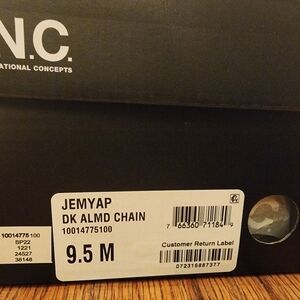 N.C.
ATIONAL CONCEPTS
JEMYAP
DK ALMD CHAIN
10014775100
9.5 M
7 66360 71184 9
Customer Return Label
072316887377
10014775100
SP22
1221
24527
38148